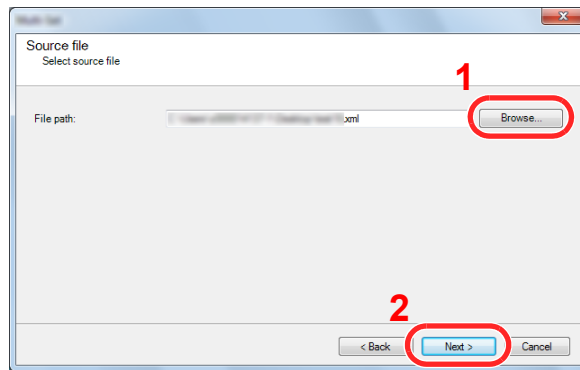 Source file
Select source file
1
File path:
.xml
Browse...
2
< Back
Next >
Cancel